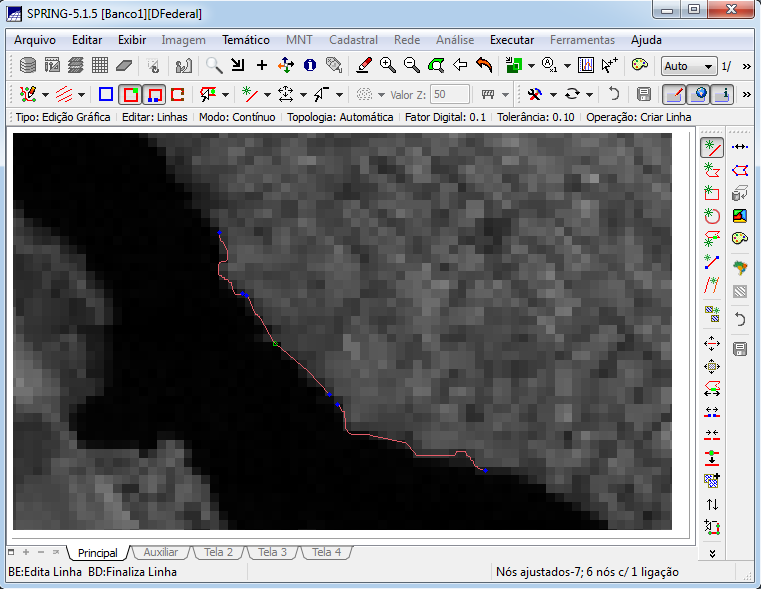 SPRING-5.1.5 [Banco1][DFederal]
Arquivo Editar Exibir Imagem Temático MNT Cadastral Rede Análise Executar Ferramentas Ajuda
Auto 1/ »
Valor Z: 50 »
Tipo: Edição Gráfica Editar: Linhas Modo: Contínuo Topologia: Automática Fator Digital: 0.1 Tolerância: 0.10 Operação: Criar Linha
Principal Auxiliar Tela 2 Tela 3 Tela 4
BE:Edita Linha BD:Finaliza Linha Nós ajustados-7; 6 nós c/ 1 ligação